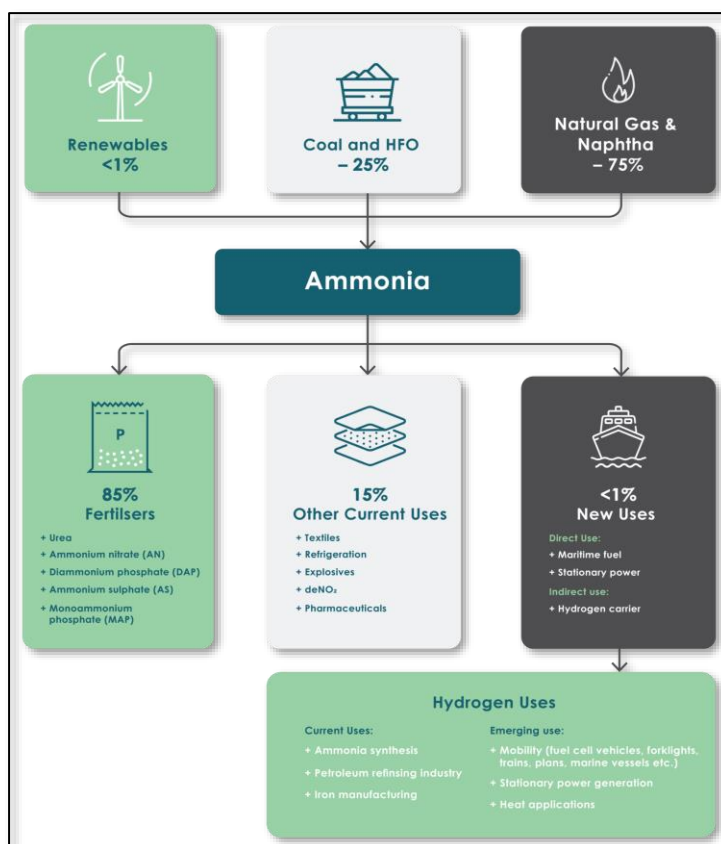 Renewables
<1%
Coal and HFO
– 25%
Natural Gas &
Naphtha
– 75%
Ammonia
P
85%
Fertilsers
+ Urea
+ Ammonium nitrate (AN)
+ Diammonium phosphate (DAP)
+ Ammonium sulphate (AS)
+ Monoammonium
phosphate (MAP)
15%
Other Current Uses
+ Textiles
+ Refrigeration
+ Explosives
+ deNO₂
+ Pharmaceuticals
<1%
New Uses
Direct Use:
+ Maritime fuel
+ Stationary power
Indirect use:
+ Hydrogen carrier
Hydrogen Uses
Current Uses:
+ Ammonia synthesis
+ Petroleum refinsing industry
+ Iron manufacturing
Emerging use:
+ Mobility (fuel cell vehicles, forklights,
trains, plans, marine vessels etc.)
+ Stationary power generation
+ Heat applications